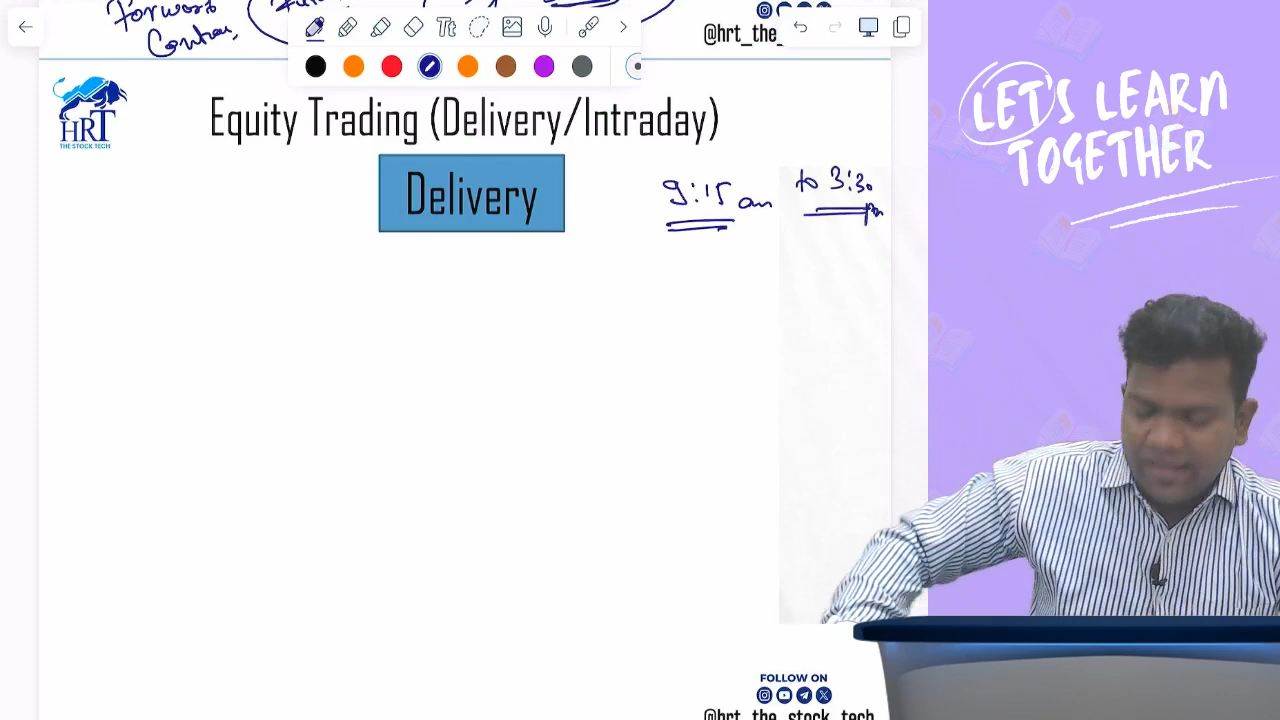 Forward
@hrt_the_
Equity Trading (Delivery/Intraday)
HRT
THE STOCK TECH
Delivery
9:15 am to 3:30 pm
LET'S LEARN
TOGETHER
FOLLOW ON
@hrt_the_stock_tech